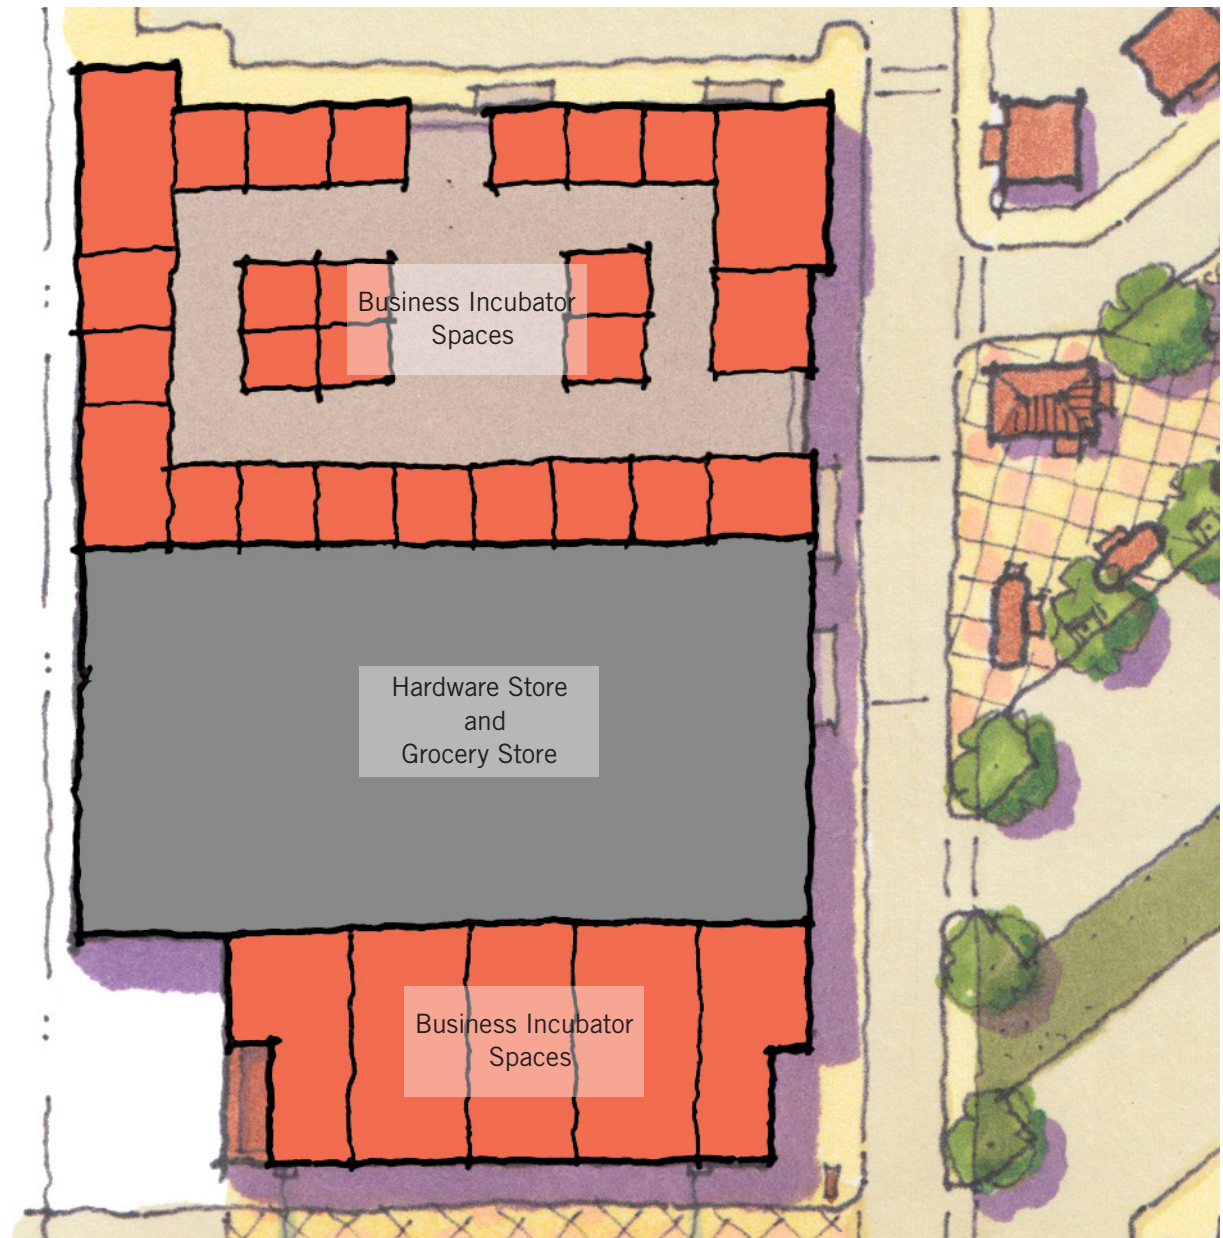 Business Incubator
Spaces
Hardware Store
and
Grocery Store
Business Incubator
Spaces